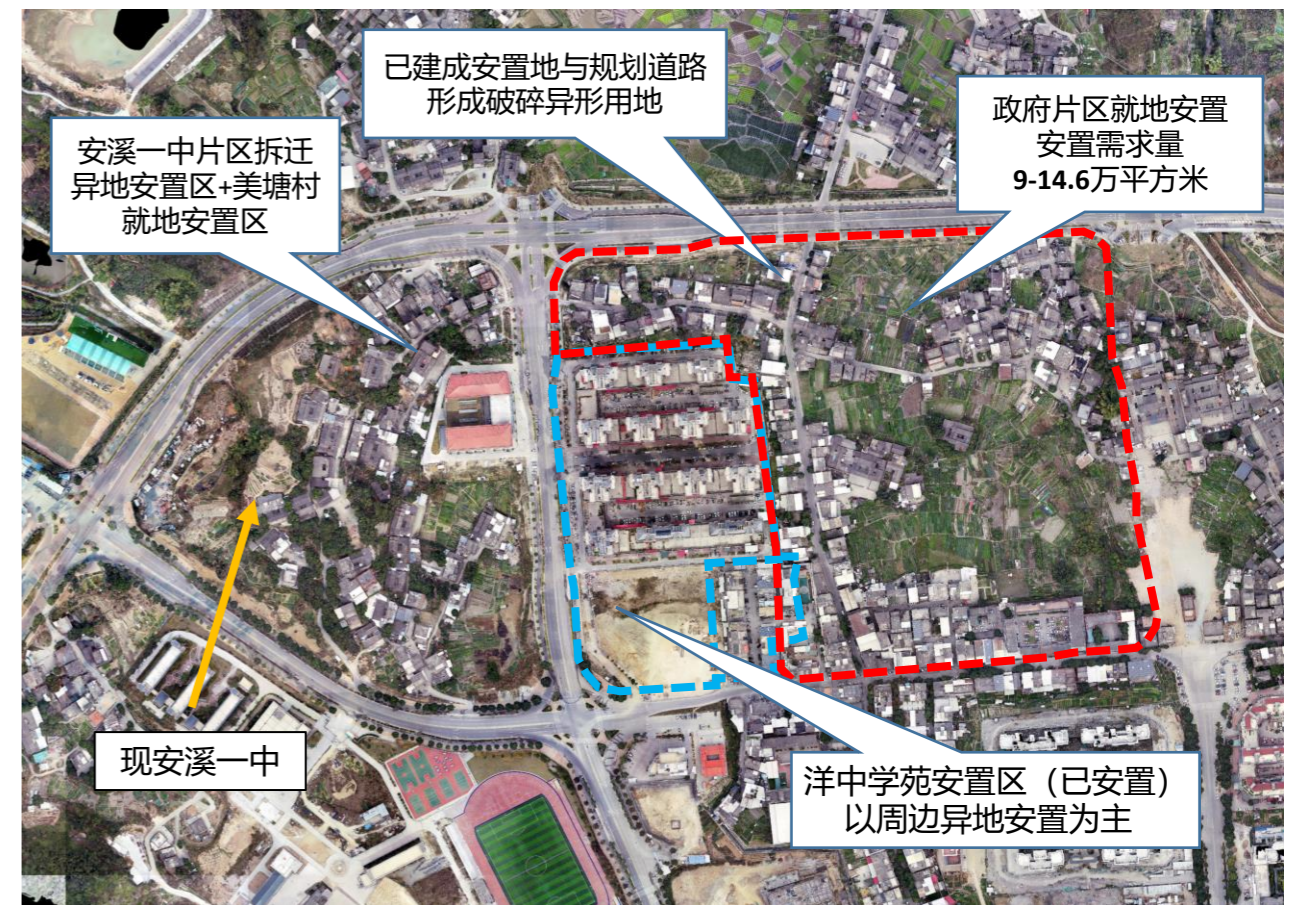 已建成安置地与规划道路
形成破碎异形用地
政府片区就地安置
安置需求量
9-14.6万平方米
安溪一中片区拆迁
异地安置区+美塘村
就地安置区
现安溪一中
洋中学苑安置区（已安置）
以周边异地安置为主